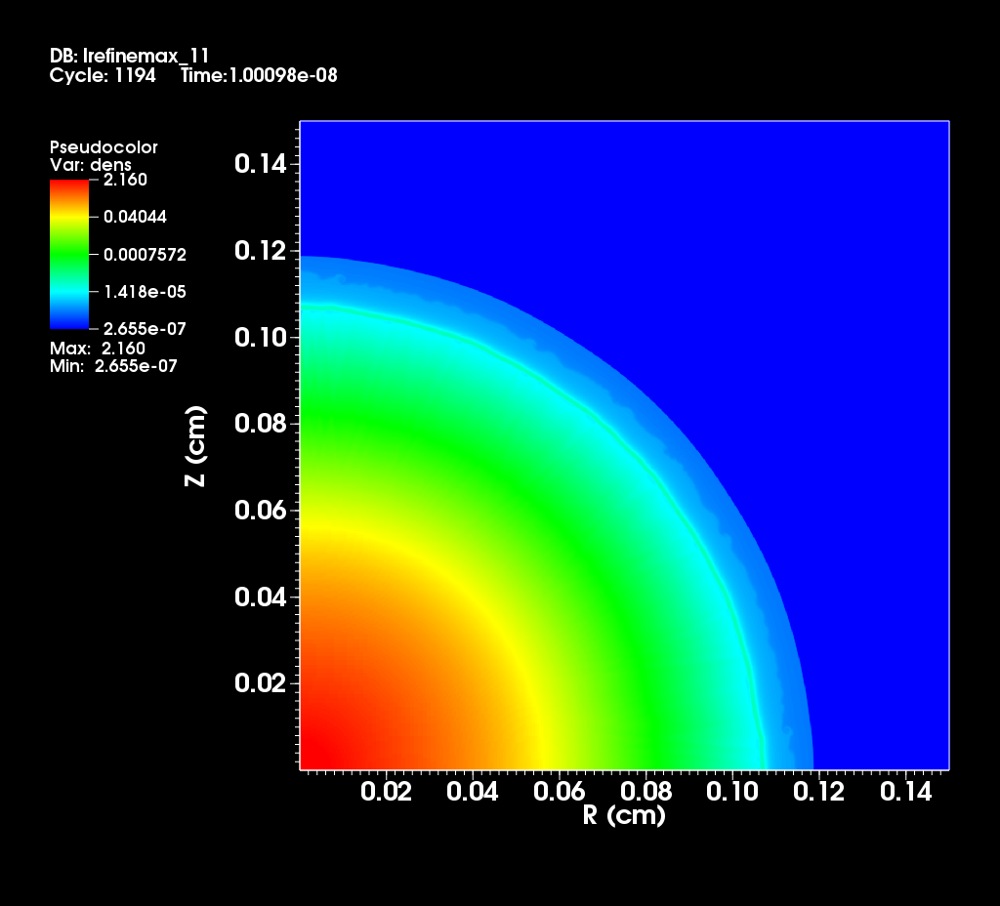 DB: lrefinemax_11
Cycle: 1194 Time:1.00098e-08
Pseudocolor
Var: dens
2.160
0.04044
0.0007572
1.418e-05
2.655e-07
Max: 2.160
Min: 2.655e-07
0.14
0.12
0.10
0.08
0.06
0.04
0.02
Z (cm)
0.02 0.04 0.06 0.08 0.10 0.12 0.14
R (cm)